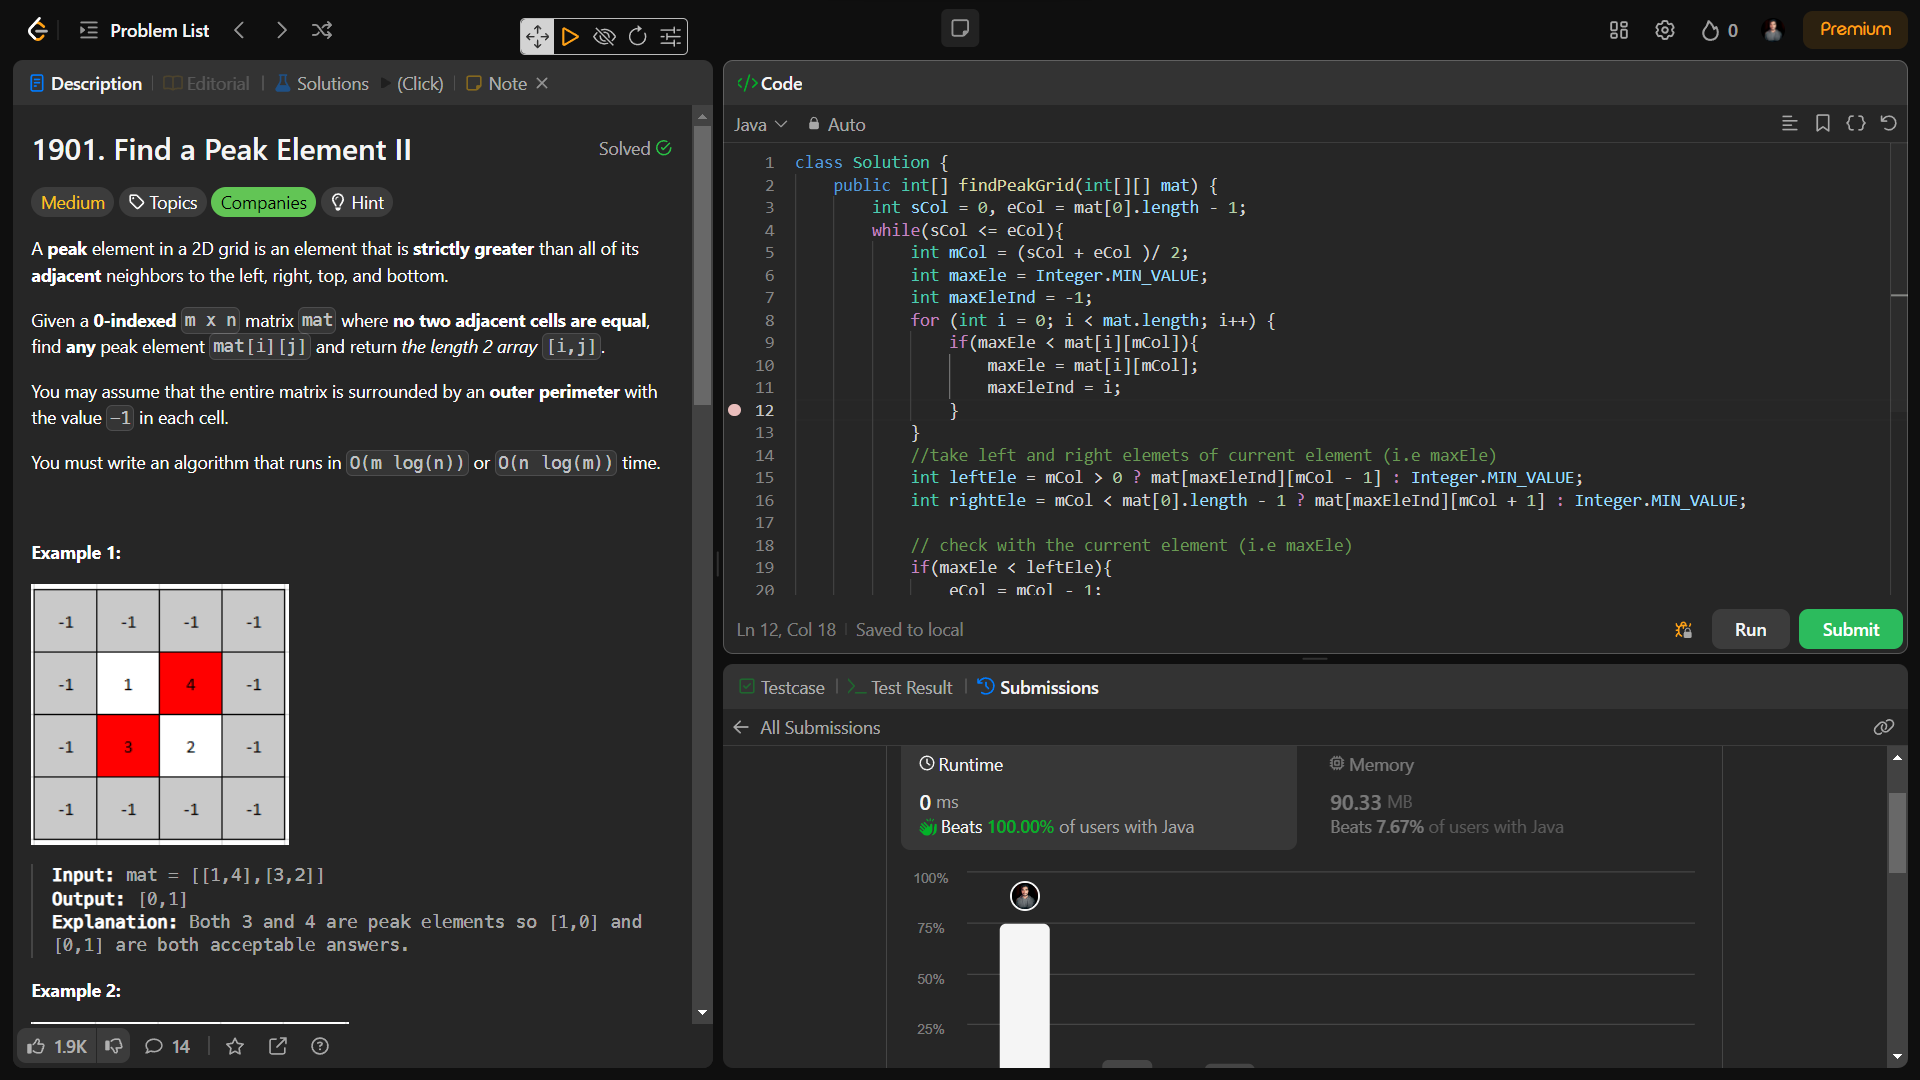 Problem List
0
Premium
Description
Editorial
Solutions
(Click)
Note
1901. Find a Peak Element II
Solved
Medium
Topics
Companies
Hint
A peak element in a 2D grid is an element that is strictly greater than all of its
adjacent neighbors to the left, right, top, and bottom.
Given a 0-indexed m x n matrix mat where no two adjacent cells are equal,
find any peak element mat[i][j] and return the length 2 array [i,j].
You may assume that the entire matrix is surrounded by an outer perimeter with
the value -1 in each cell.
You must write an algorithm that runs in O(m log(n)) or O(n log(m)) time.
Example 1:
-1 -1 -1 -1
-1 1 4 -1
-1 3 2 -1
-1 -1 -1 -1
Input: mat = [[1,4],[3,2]]
Output: [0,1]
Explanation: Both 3 and 4 are peak elements so [1,0] and
[0,1] are both acceptable answers.
Example 2:
1.9K
14
</>Code
Java
Auto
1 class Solution {
2 public int[] findPeakGrid(int[][] mat) {
3 int sCol = 0, eCol = mat[0].length - 1;
4 while(sCol <= eCol){
5 int mCol = (sCol + eCol )/ 2;
6 int maxEle = Integer.MIN_VALUE;
7 int maxEleInd = -1;
8 for (int i = 0; i < mat.length; i++) {
9 if(maxEle < mat[i][mCol]){
10 maxEle = mat[i][mCol];
11 maxEleInd = i;
12 }
13 }
14 //take left and right elemets of current element (i.e maxEle)
15 int leftEle = mCol > 0 ? mat[maxEleInd][mCol - 1] : Integer.MIN_VALUE;
16 int rightEle = mCol < mat[0].length - 1 ? mat[maxEleInd][mCol + 1] : Integer.MIN_VALUE;
17
18 // check with the current element (i.e maxEle)
19 if(maxEle < leftEle){
20 eCol = mCol - 1;
Ln 12, Col 18
Saved to local
Run
Submit
Testcase
Test Result
Submissions
All Submissions
Runtime
0 ms
Beats 100.00% of users with Java
Memory
90.33 MB
Beats 7.67% of users with Java
100%
75%
50%
25%